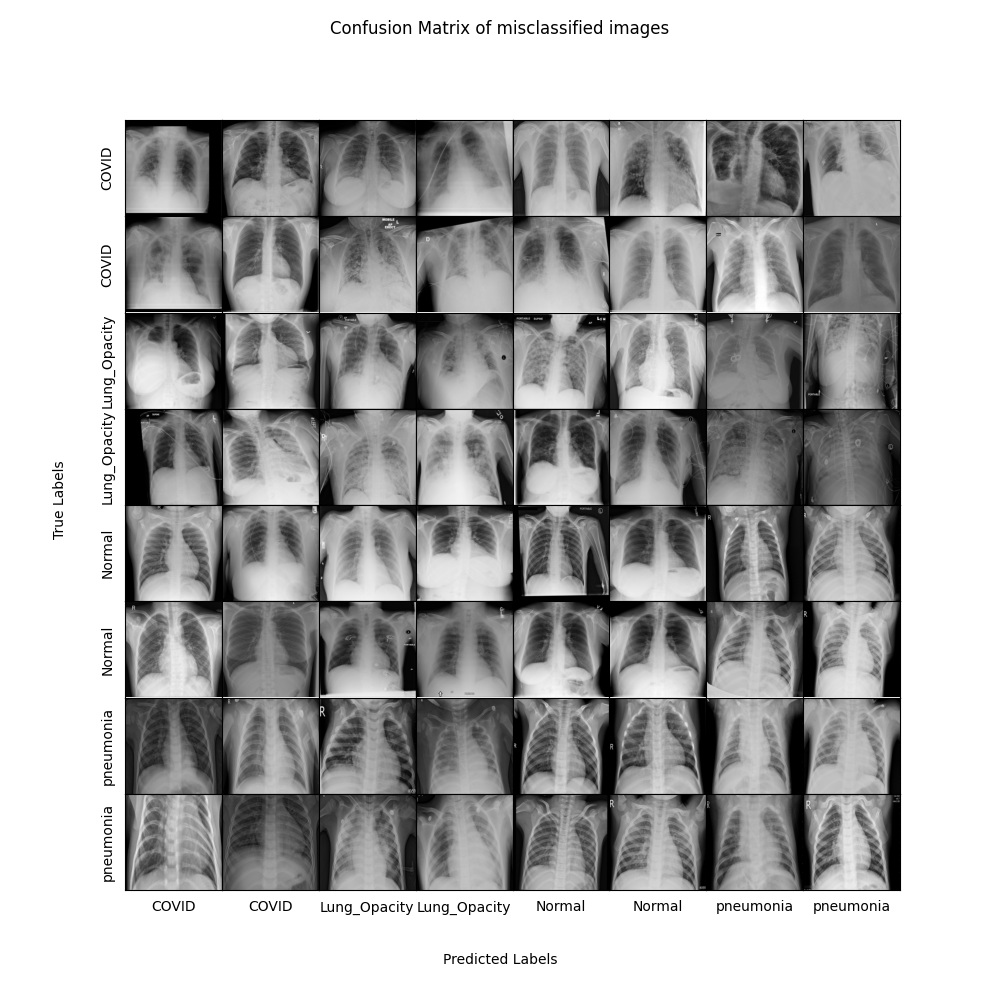 Confusion Matrix of misclassified images
COVID
COVID
Lung_Opacity
Lung_Opacity
Normal
Normal
pneumonia
pneumonia
True Labels
R
R
R
R
R
R
COVID
COVID
Lung_Opacity
Lung_Opacity
Normal
Normal
pneumonia
pneumonia
Predicted Labels